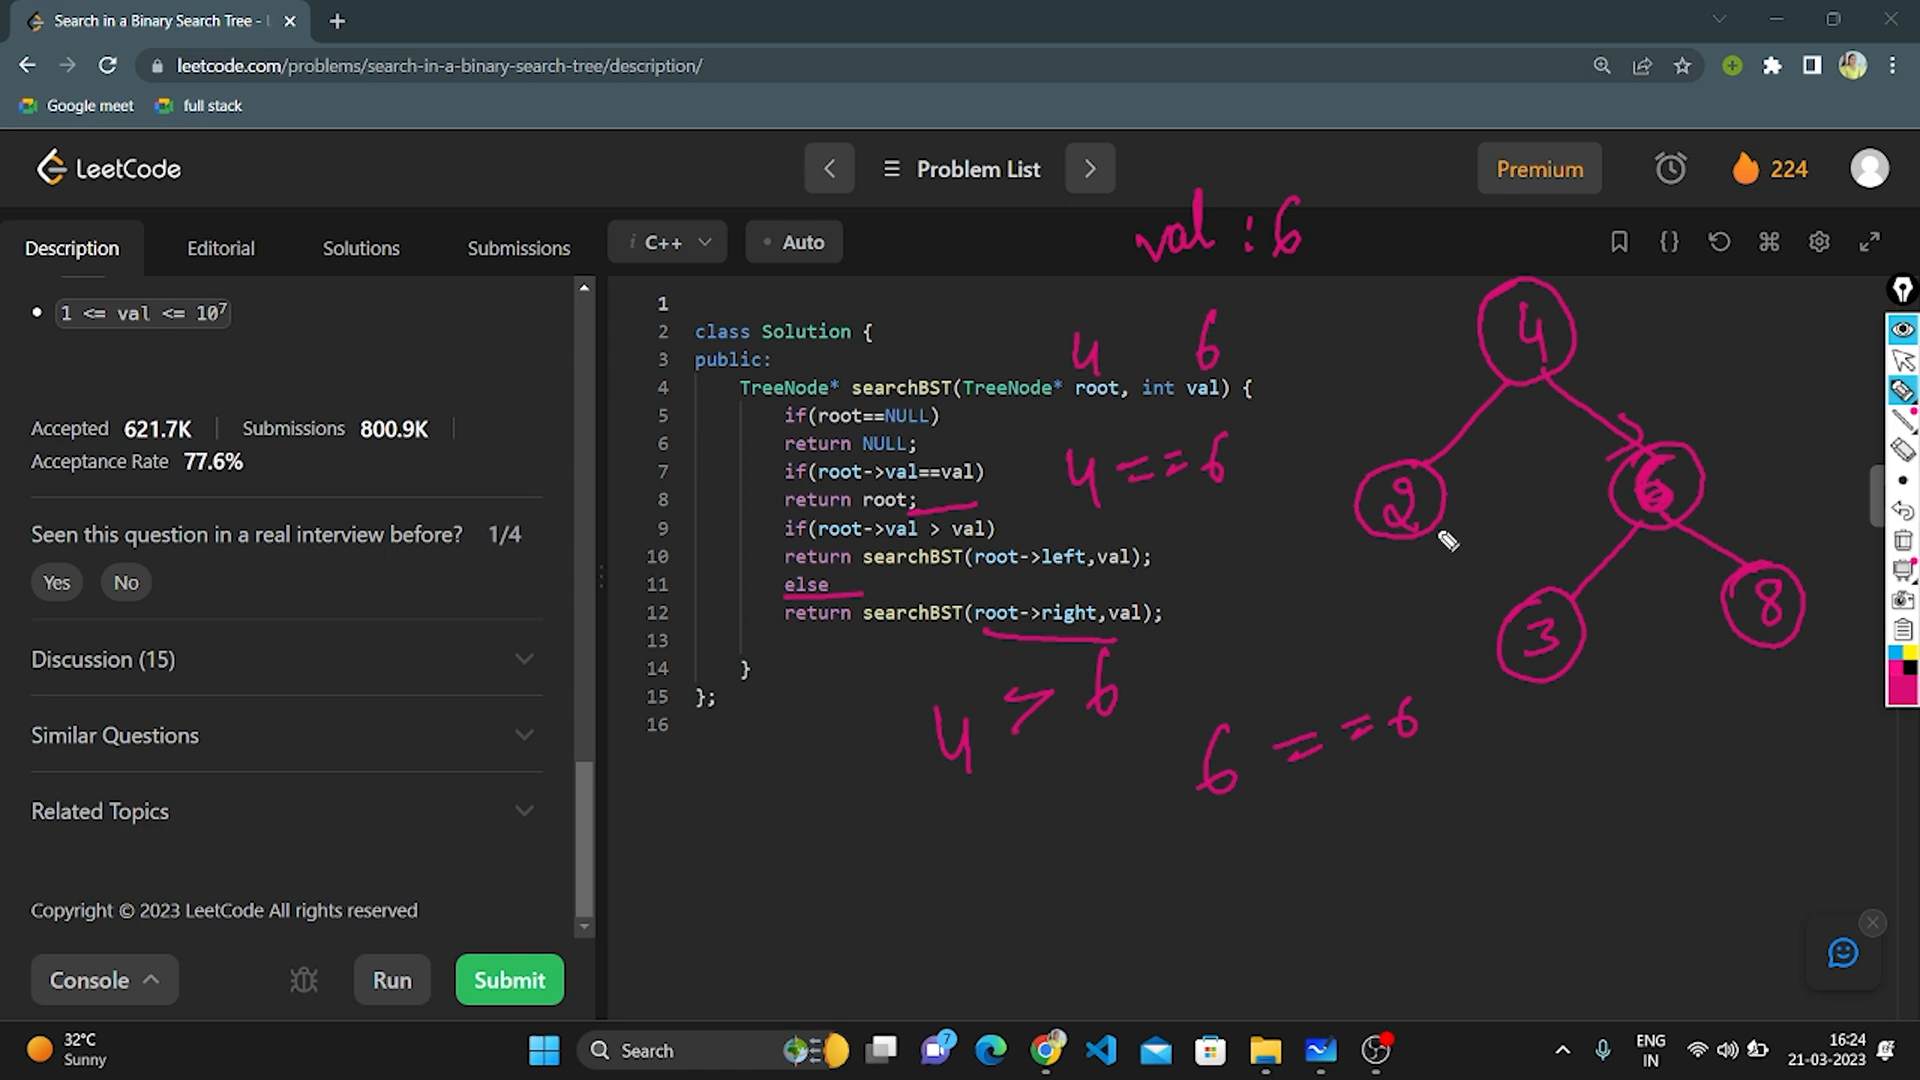 Search in a Binary Search Tree - L
leetcode.com/problems/search-in-a-binary-search-tree/description/
Google meet
full stack
LeetCode
Problem List
Premium
224
Description
Editorial
Solutions
Submissions
i C++
Auto
val : 6
1 <= val <= 10⁷
Accepted 621.7K
Submissions 800.9K
Acceptance Rate 77.6%
Seen this question in a real interview before? 1/4
Yes
No
Discussion (15)
Similar Questions
Related Topics
Copyright © 2023 LeetCode All rights reserved
Console
Run
Submit
1
2 class Solution {
3 public:
4 6
4 TreeNode* searchBST(TreeNode* root, int val) {
5 if(root==NULL)
6 return NULL;
7 if(root->val==val)
4 == 6
8 return root;
9 if(root->val > val)
10 return searchBST(root->left,val);
11 else
12 return searchBST(root->right,val);
13
14 }
15 };
16
4 > 6
6 == 6
4
2
6
3
8
32°C
Sunny
Search
7
ENG
IN
16:24
21-03-2023